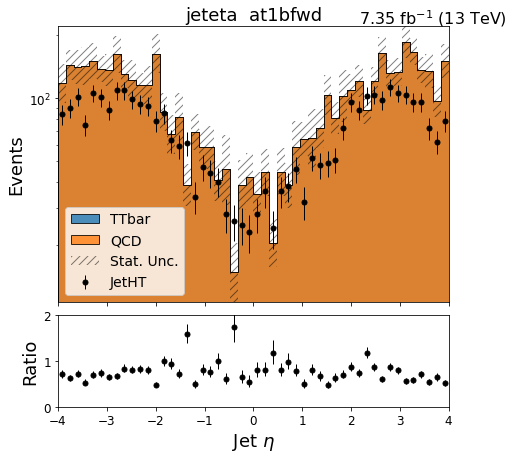 jeteta at1bfwd
7.35 fb⁻¹ (13 TeV)
10²
Events
TTbar
QCD
Stat. Unc.
JetHT
2
1
0
Ratio
−4 −3 −2 −1 0 1 2 3 4
Jet η